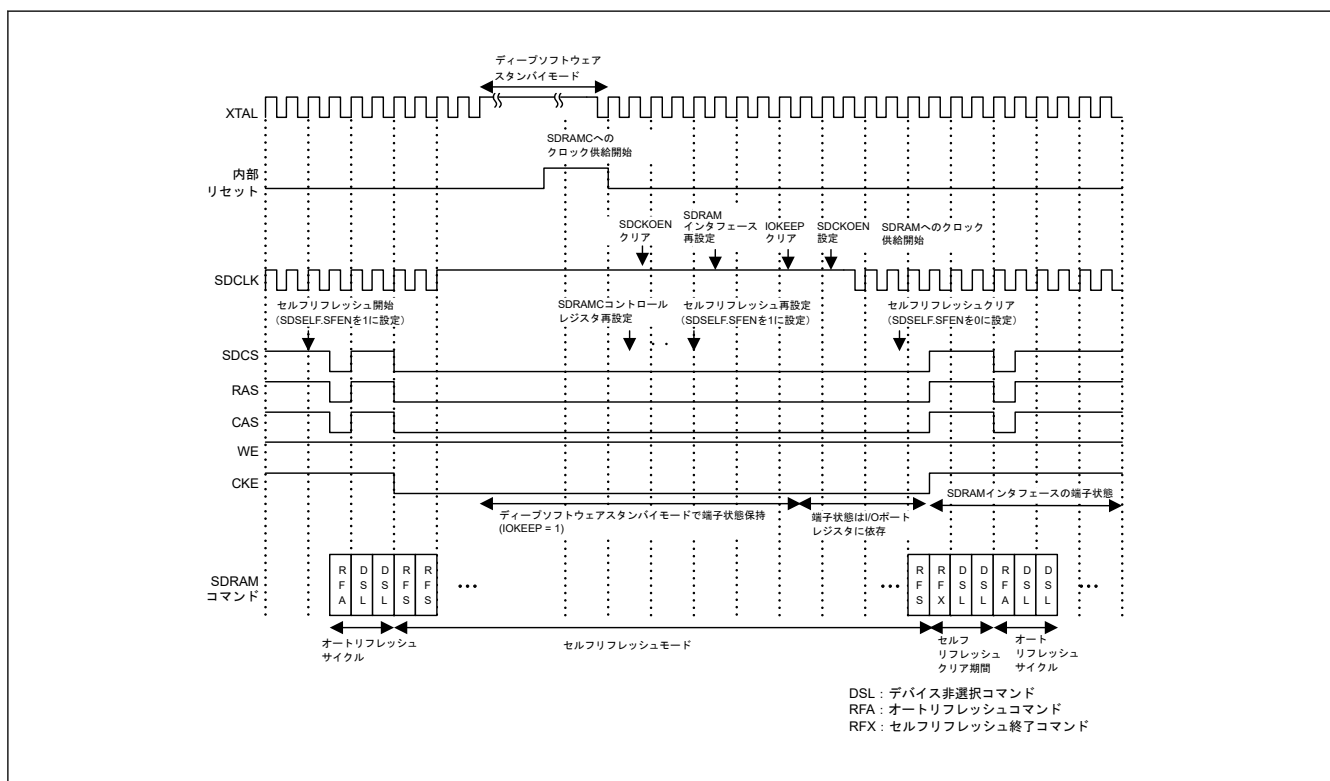 ディープソフトウェア
スタンバイモード
XTAL
SDRAMCへの
クロック供給開始
内部
リセット
SDCKOEN
クリア
SDRAM
インタフェース
再設定
IOKEEP
クリア
SDCKOEN
設定
SDRAMへのクロック
供給開始
SDCLK
セルフリフレッシュ開始
（SDSELF.SFENを1に設定）
SDRAMCコントロール
レジスタ再設定
セルフリフレッシュ再設定
（SDSELF.SFENを1に設定）
セルフリフレッシュクリア
（SDSELF.SFENを0に設定）
SDCS
RAS
CAS
WE
CKE
ディープソフトウェアスタンバイモードで端子状態保持
(IOKEEP = 1)
端子状態はI/Oポート
レジスタに依存
SDRAMインタフェースの端子状態
SDRAM
コマンド
RFA
DSL
DSL
RFS
RFS
...
...
RFS
RFX
DSL
DSL
RFA
DSL
DSL
...
オートリフレッシュ
サイクル
セルフリフレッシュモード
セルフ
リフレッシュ
クリア期間
オート
リフレッシュ
サイクル
DSL：デバイス非選択コマンド
RFA：オートリフレッシュコマンド
RFX：セルフリフレッシュ終了コマンド